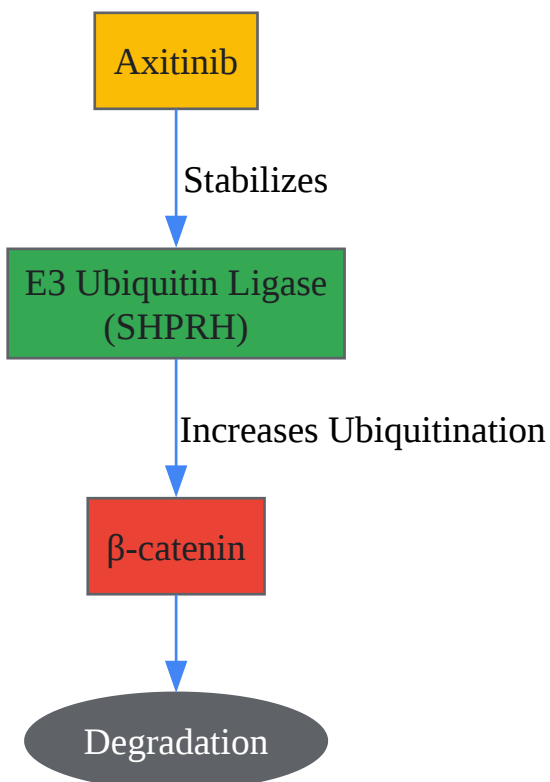 Axitinib
Stabilizes
E3 Ubiquitin Ligase
(SHPRH)
Increases Ubiquitination
β-catenin
Degradation